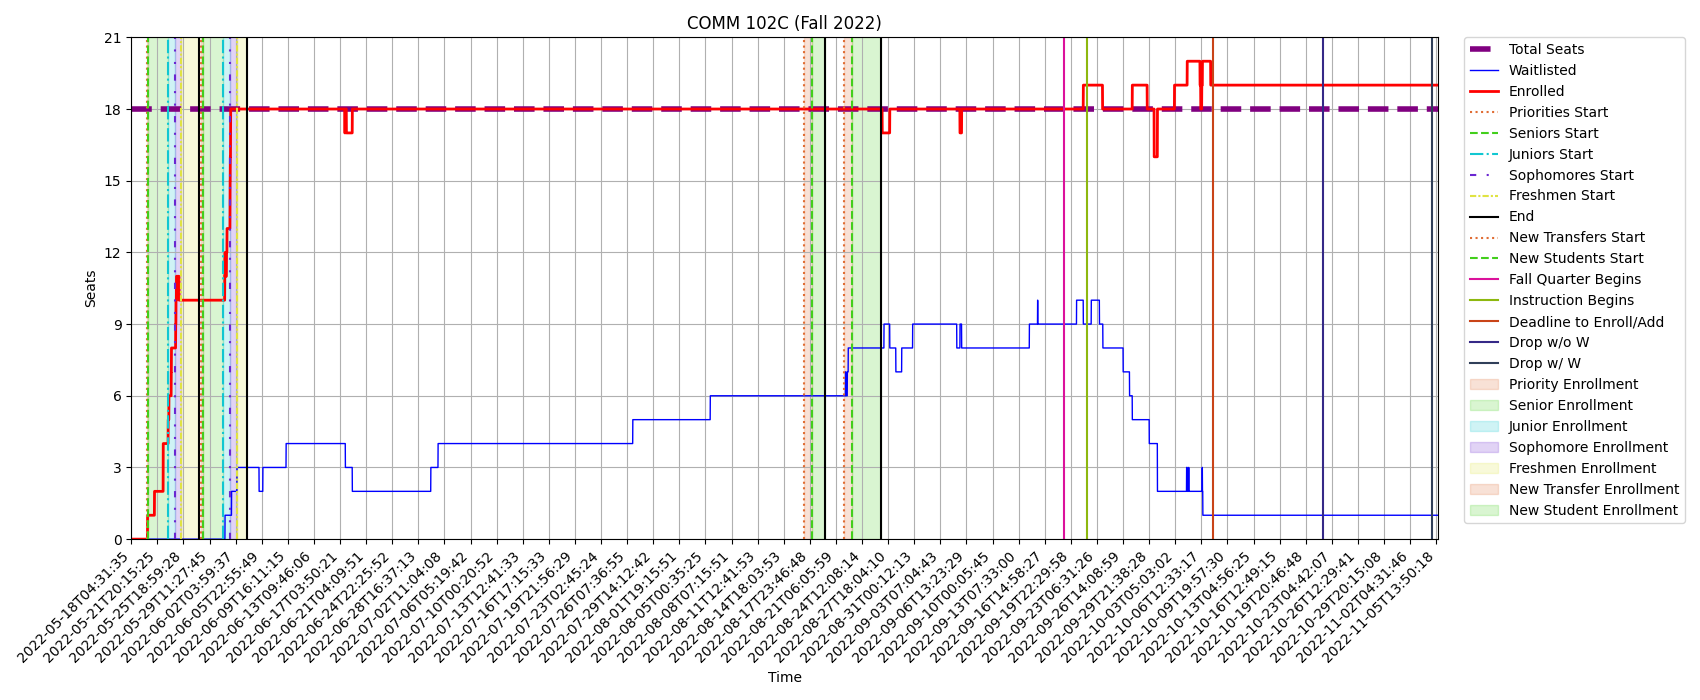 COMM 102C (Fall 2022)
21
18
15
12
9
6
3
0
Seats
2022-05-18T04:31:35
2022-05-21T20:15:25
2022-05-25T18:59:28
2022-05-29T11:27:45
2022-06-02T03:59:37
2022-06-05T22:55:49
2022-06-09T16:11:15
2022-06-13T09:46:06
2022-06-17T03:50:21
2022-06-21T04:09:51
2022-06-24T22:25:52
2022-06-28T16:37:13
2022-07-02T11:04:08
2022-07-06T05:19:42
2022-07-10T00:20:52
2022-07-13T12:41:33
2022-07-16T17:15:33
2022-07-19T21:56:29
2022-07-23T02:45:24
2022-07-26T07:36:55
2022-07-29T14:12:42
2022-08-01T19:15:51
2022-08-05T00:35:25
2022-08-08T07:15:51
2022-08-11T12:41:53
2022-08-14T18:03:53
2022-08-17T23:46:48
2022-08-21T06:05:59
2022-08-24T12:08:14
2022-08-27T18:04:10
2022-08-31T00:12:13
2022-09-03T07:04:43
2022-09-06T13:23:29
2022-09-10T00:05:45
2022-09-13T07:33:00
2022-09-16T14:58:27
2022-09-19T22:29:58
2022-09-23T06:31:26
2022-09-26T14:08:59
2022-09-29T21:38:28
2022-10-03T05:03:02
2022-10-06T12:33:17
2022-10-09T19:57:30
2022-10-13T04:56:25
2022-10-16T12:49:15
2022-10-19T20:46:48
2022-10-23T04:42:07
2022-10-26T12:29:41
2022-10-29T20:15:08
2022-11-02T04:31:46
2022-11-05T13:50:18
Time
Total Seats
Waitlisted
Enrolled
Priorities Start
Seniors Start
Juniors Start
Sophomores Start
Freshmen Start
End
New Transfers Start
New Students Start
Fall Quarter Begins
Instruction Begins
Deadline to Enroll/Add
Drop w/o W
Drop w/ W
Priority Enrollment
Senior Enrollment
Junior Enrollment
Sophomore Enrollment
Freshmen Enrollment
New Transfer Enrollment
New Student Enrollment